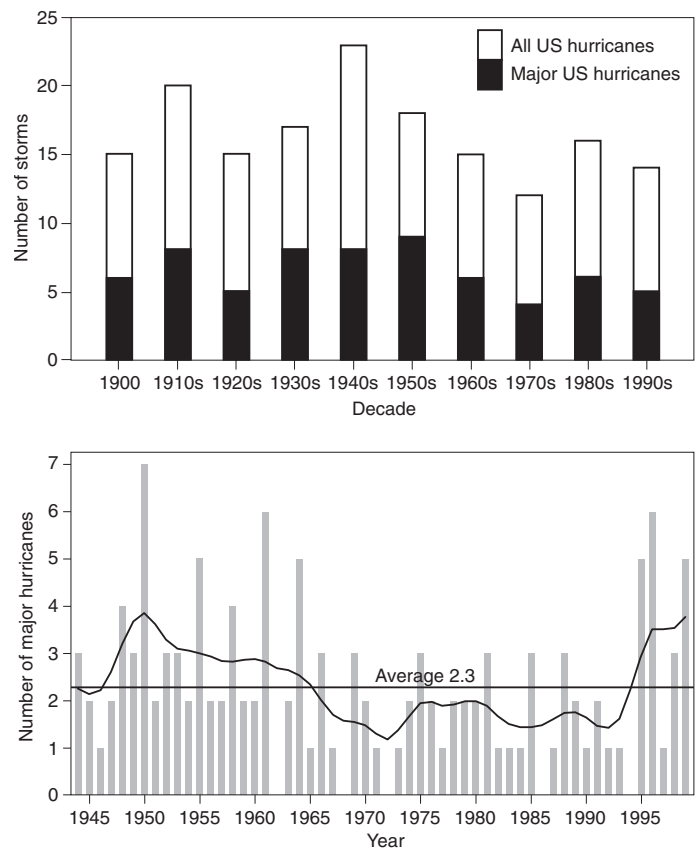 25
20
15
10
5
0
Number of storms
All US hurricanes
Major US hurricanes
1900 1910s 1920s 1930s 1940s 1950s 1960s 1970s 1980s 1990s
Decade
7
6
5
4
3
2
1
0
Number of major hurricanes
Average 2.3
1945 1950 1955 1960 1965 1970 1975 1980 1985 1990 1995
Year